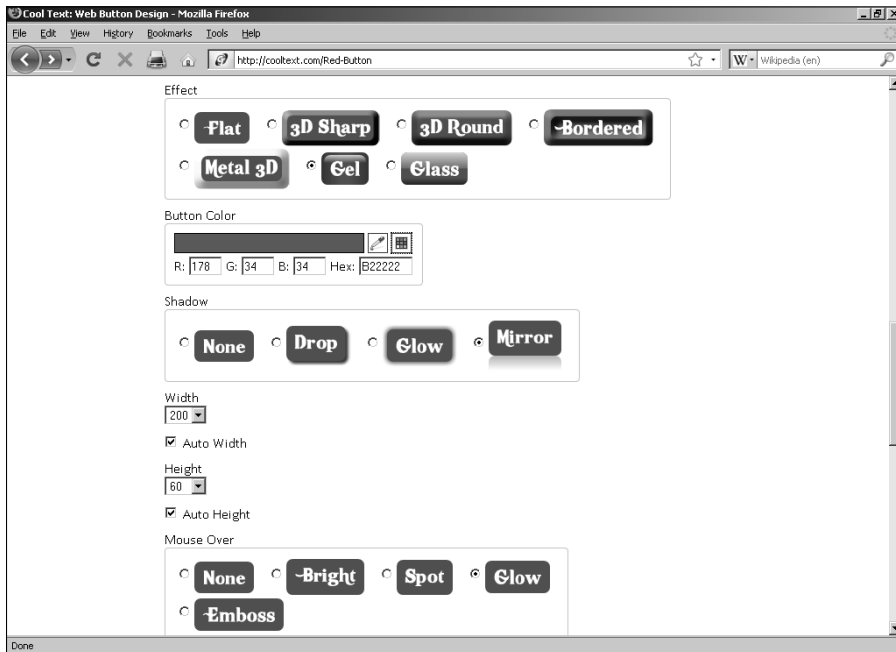 Cool Text: Web Button Design - Mozilla Firefox
File Edit View History Bookmarks Tools Help
http://cooltext.com/Red-Button W Wikipedia (en)
Effect
Flat 3D Sharp 3D Round Bordered
Metal 3D Gel Glass
Button Color
R: 178 G: 34 B: 34 Hex: B22222
Shadow
None Drop Glow Mirror
Width
200
Auto Width
Height
60
Auto Height
Mouse Over
None Bright Spot Glow
Emboss
Done